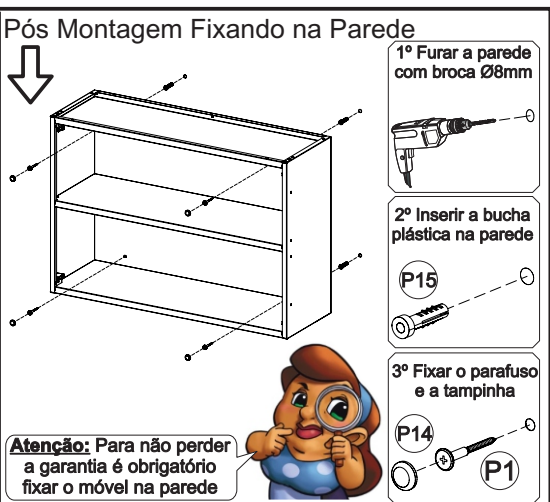 Pós Montagem Fixando na Parede
1º Furar a parede
com broca Ø8mm
2º Inserir a bucha
plástica na parede
P15
3º Fixar o parafuso
e a tampinha
P14
P1
Atenção: Para não perder
a garantia é obrigatório
fixar o móvel na parede